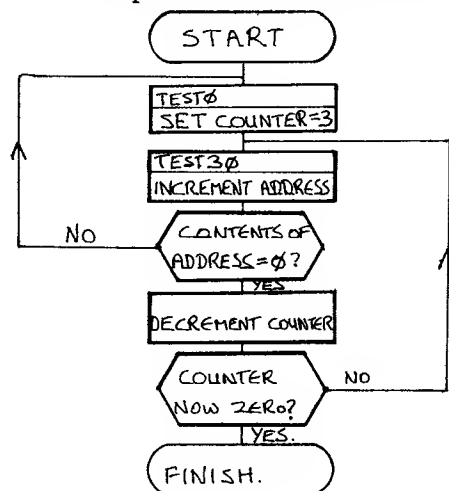 START
TESTØ
SET COUNTER=3
TEST3Ø
INCREMENT ADDRESS
NO
CONTENTS OF
ADDRESS=Ø?
YES
DECREMENT COUNTER
COUNTER
NOW ZERO?
NO
YES.
FINISH.